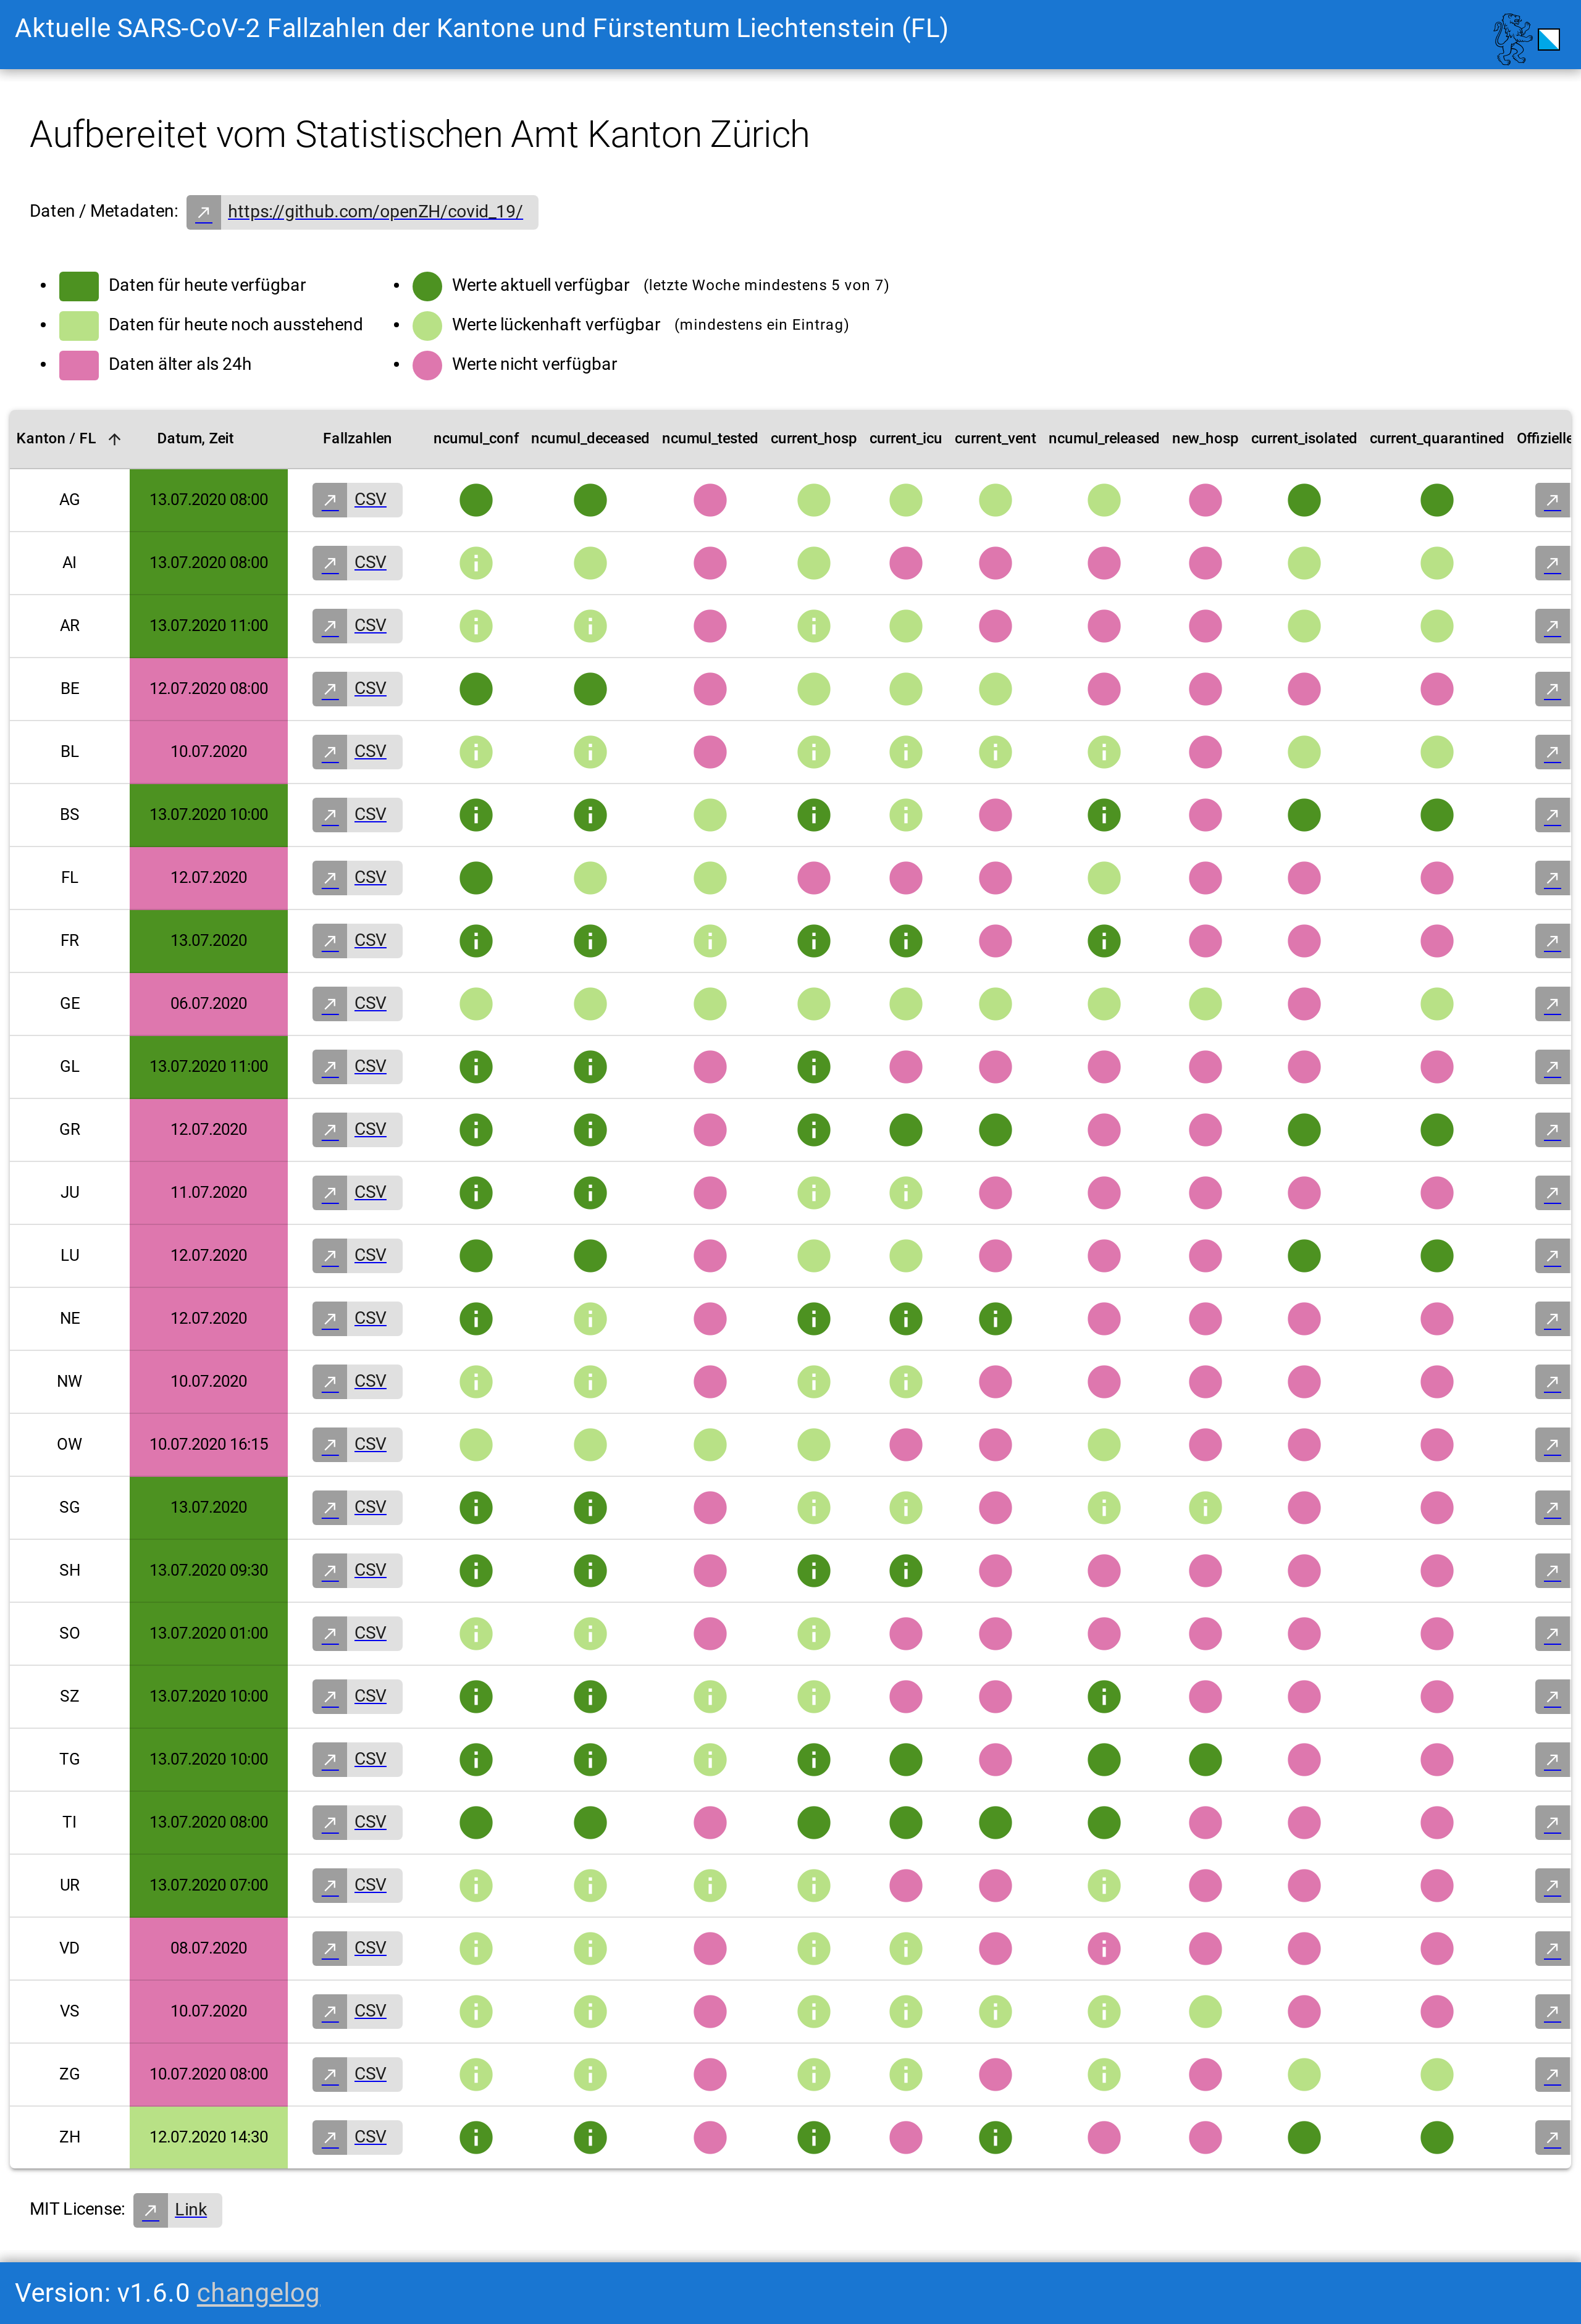 Aktuelle SARS-CoV-2 Fallzahlen der Kantone und Fürstentum Liechtenstein (FL)
Aufbereitet vom Statistischen Amt Kanton Zürich
Daten / Metadaten: https://github.com/openZH/covid_19/
Daten für heute verfügbar
Daten für heute noch ausstehend
Daten älter als 24h
Werte aktuell verfügbar (letzte Woche mindestens 5 von 7)
Werte lückenhaft verfügbar (mindestens ein Eintrag)
Werte nicht verfügbar
Kanton / FL Datum, Zeit Fallzahlen ncumul_conf ncumul_deceased ncumul_tested current_hosp current_icu current_vent ncumul_released new_hosp current_isolated current_quarantined Offizielle
AG 13.07.2020 08:00 CSV
AI 13.07.2020 08:00 CSV
AR 13.07.2020 11:00 CSV
BE 12.07.2020 08:00 CSV
BL 10.07.2020 CSV
BS 13.07.2020 10:00 CSV
FL 12.07.2020 CSV
FR 13.07.2020 CSV
GE 06.07.2020 CSV
GL 13.07.2020 11:00 CSV
GR 12.07.2020 CSV
JU 11.07.2020 CSV
LU 12.07.2020 CSV
NE 12.07.2020 CSV
NW 10.07.2020 CSV
OW 10.07.2020 16:15 CSV
SG 13.07.2020 CSV
SH 13.07.2020 09:30 CSV
SO 13.07.2020 01:00 CSV
SZ 13.07.2020 10:00 CSV
TG 13.07.2020 10:00 CSV
TI 13.07.2020 08:00 CSV
UR 13.07.2020 07:00 CSV
VD 08.07.2020 CSV
VS 10.07.2020 CSV
ZG 10.07.2020 08:00 CSV
ZH 12.07.2020 14:30 CSV
MIT License: Link
Version: v1.6.0 changelog